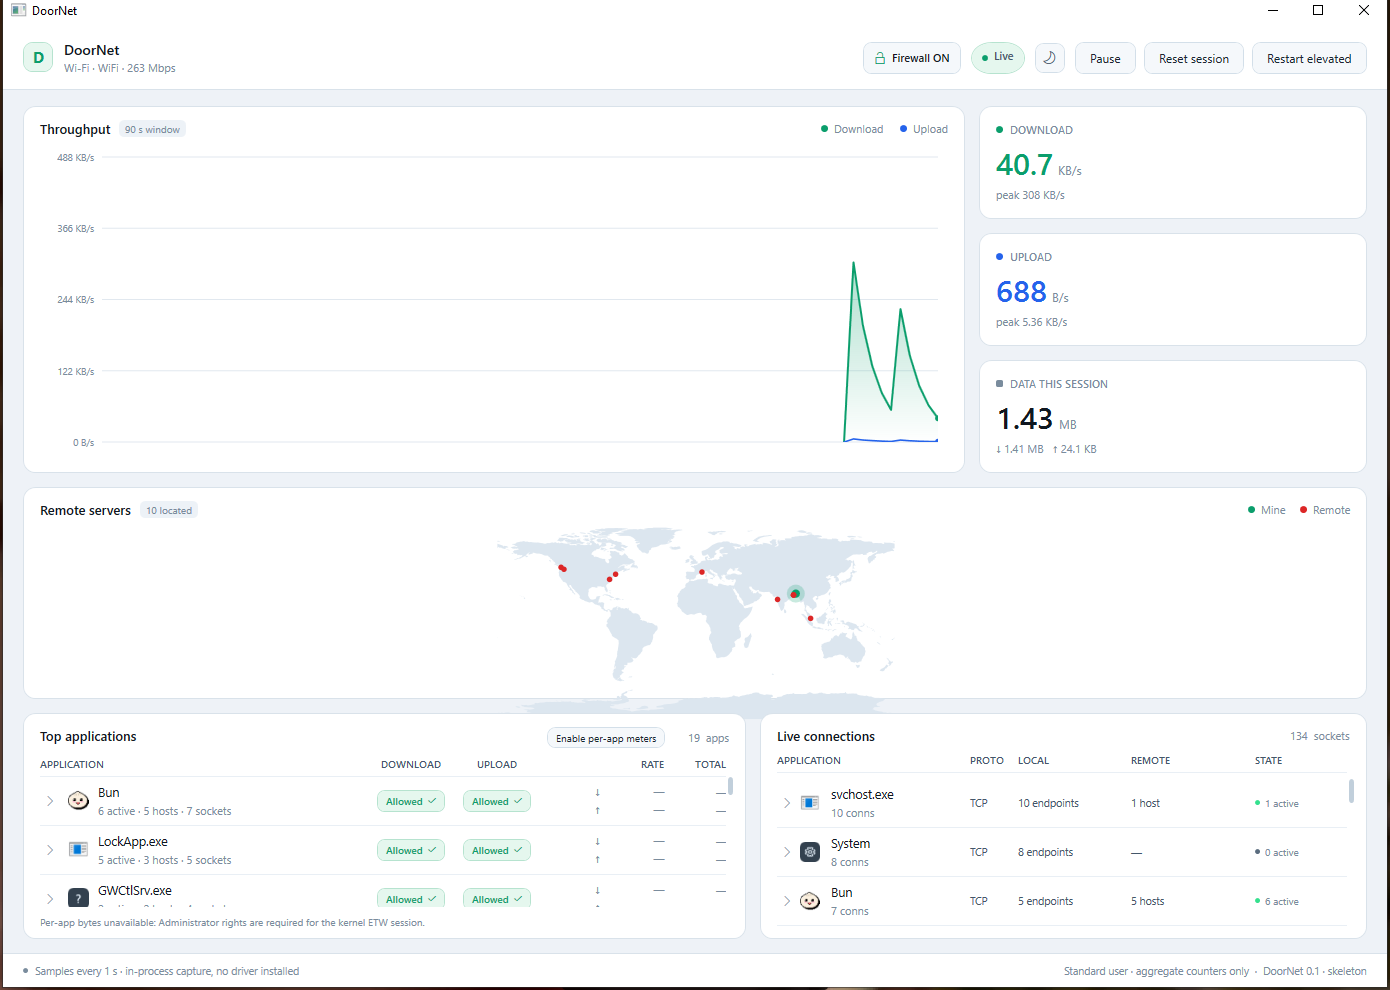 DoorNet
D
DoorNet
Wi-Fi · WiFi · 263 Mbps
Firewall ON
Live
Pause
Reset session
Restart elevated
Throughput
90 s window
Download
Upload
488 KB/s
366 KB/s
244 KB/s
122 KB/s
0 B/s
DOWNLOAD
40.7 KB/s
peak 308 KB/s
UPLOAD
688 B/s
peak 5.36 KB/s
DATA THIS SESSION
1.43 MB
↓ 1.41 MB ↑ 24.1 KB
Remote servers
10 located
Mine
Remote
Top applications
Enable per-app meters
19 apps
APPLICATION DOWNLOAD UPLOAD RATE TOTAL
Bun
6 active · 5 hosts · 7 sockets
Allowed ✓ Allowed ✓
↓ — —
↑ — —
LockApp.exe
5 active · 3 hosts · 5 sockets
Allowed ✓ Allowed ✓
↓ — —
↑ — —
GWCtlSrv.exe
Allowed ✓ Allowed ✓
↓ — —
Per-app bytes unavailable: Administrator rights are required for the kernel ETW session.
Live connections
134 sockets
APPLICATION PROTO LOCAL REMOTE STATE
svchost.exe
10 conns
TCP 10 endpoints 1 host 1 active
System
8 conns
TCP 8 endpoints — 0 active
Bun
7 conns
TCP 5 endpoints 5 hosts 6 active
Samples every 1 s · in-process capture, no driver installed
Standard user · aggregate counters only · DoorNet 0.1 · skeleton